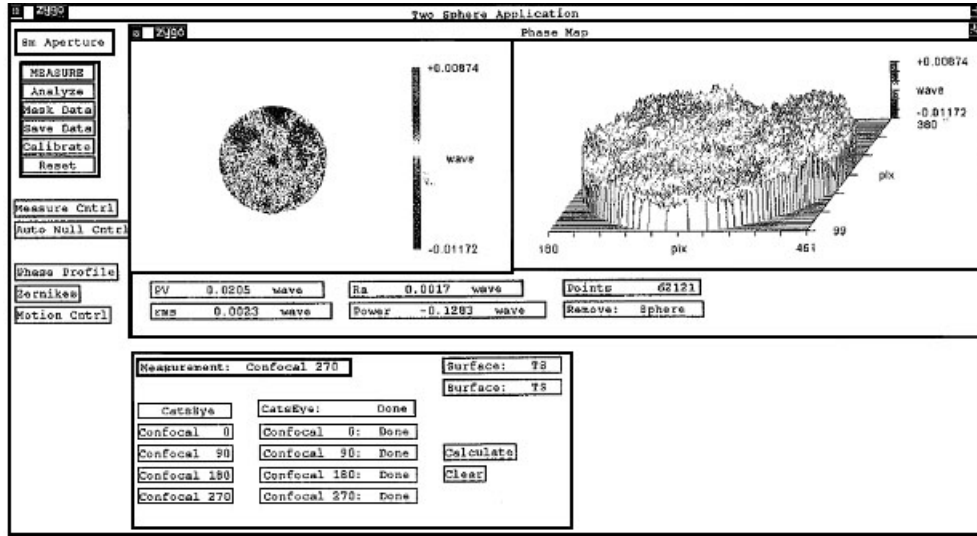 zygo
Two Sphere Application
zygo
Phase Map
8m Aperture
MEASURE
Analyze
Mask Data
Save Data
Calibrate
Reset
Measure Cntrl
Auto Null Cntrl
Phase Profile
Zernikes
Motion Cntrl
+0.00874
wave
-0.01172
+0.00874
wave
-0.01172
380
pix
99
180
pix
461
PV 0.0205 wave
Ra 0.0017 wave
Points 62121
rms 0.0023 wave
Power -0.1283 wave
Remove: Sphere
Measurement: Confocal 270
Surface: TS
Surface: TS
CatsEye
CatsEye: Done
Confocal 0
Confocal 0: Done
Confocal 90
Confocal 90: Done
Calculate
Confocal 180
Confocal 180: Done
Clear
Confocal 270
Confocal 270: Done